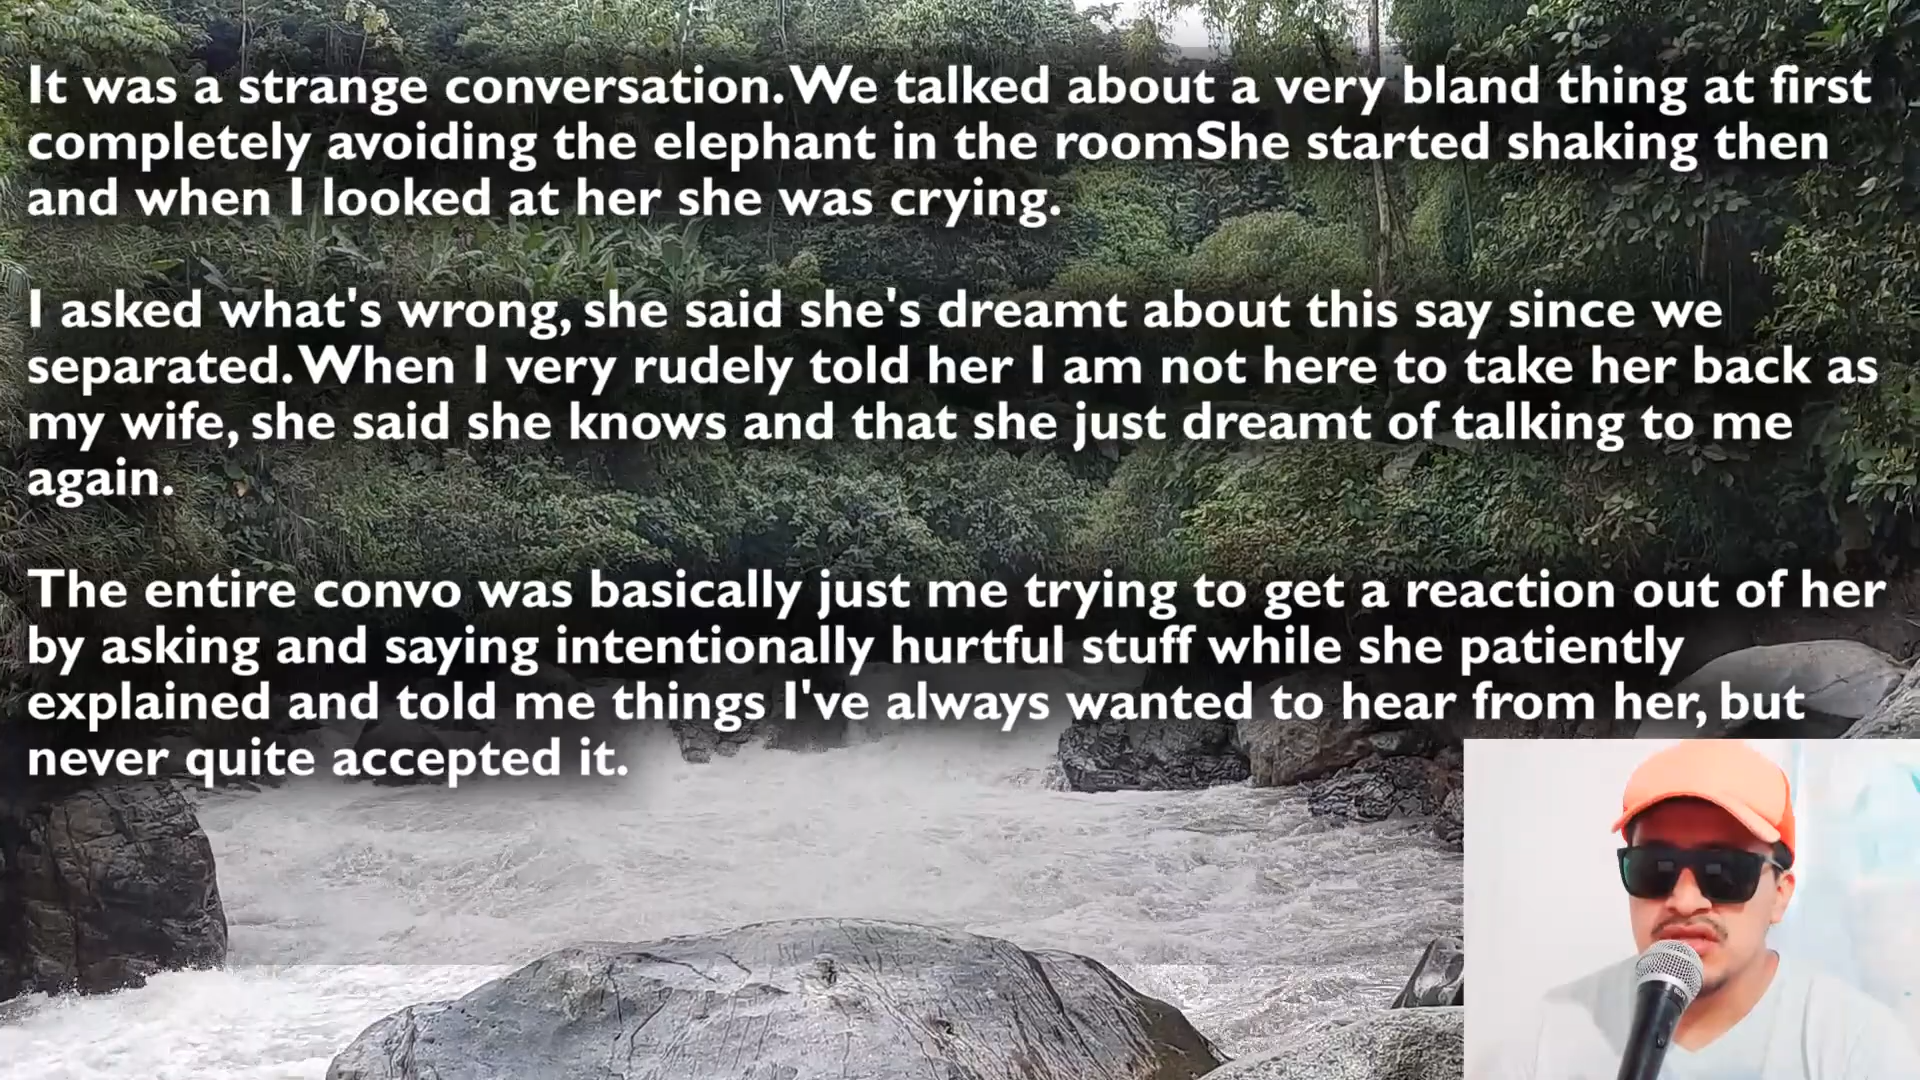 It was a strange conversation. We talked about a very bland thing at first
completely avoiding the elephant in the roomShe started shaking then
and when I looked at her she was crying.
I asked what's wrong, she said she's dreamt about this say since we
separated. When I very rudely told her I am not here to take her back as
my wife, she said she knows and that she just dreamt of talking to me
again.
The entire convo was basically just me trying to get a reaction out of her
by asking and saying intentionally hurtful stuff while she patiently
explained and told me things I've always wanted to hear from her, but
never quite accepted it.